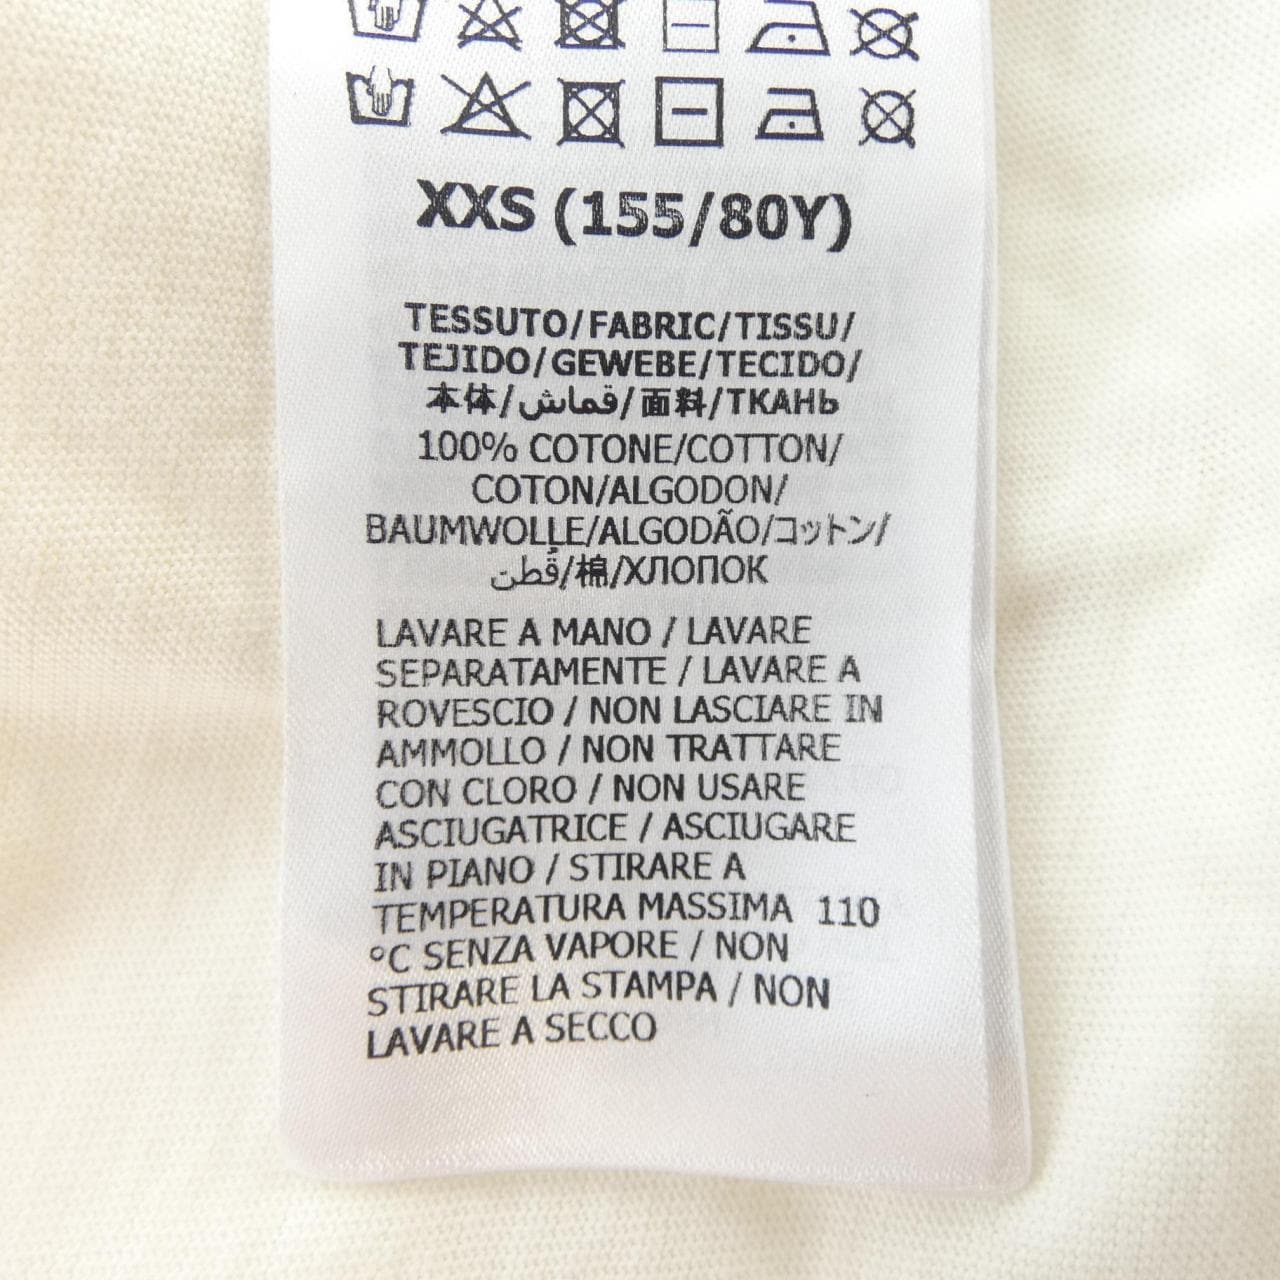 XXS (155/80Y)
TESSUTO/FABRIC/TISSU/
TEJIDO/GEWEBE/TECIDO/
本体/قماش/面料/ТКАНЬ
100% COTONE/COTTON/
COTON/ALGODON/
BAUMWOLLE/ALGODÃO/コットン/
قُطن/棉/ХЛОПОК
LAVARE A MANO / LAVARE
SEPARATAMENTE / LAVARE A
ROVESCIO / NON LASCIARE IN
AMMOLLO / NON TRATTARE
CON CLORO / NON USARE
ASCIUGATRICE / ASCIUGARE
IN PIANO / STIRARE A
TEMPERATURA MASSIMA 110
°C SENZA VAPORE / NON
STIRARE LA STAMPA / NON
LAVARE A SECCO